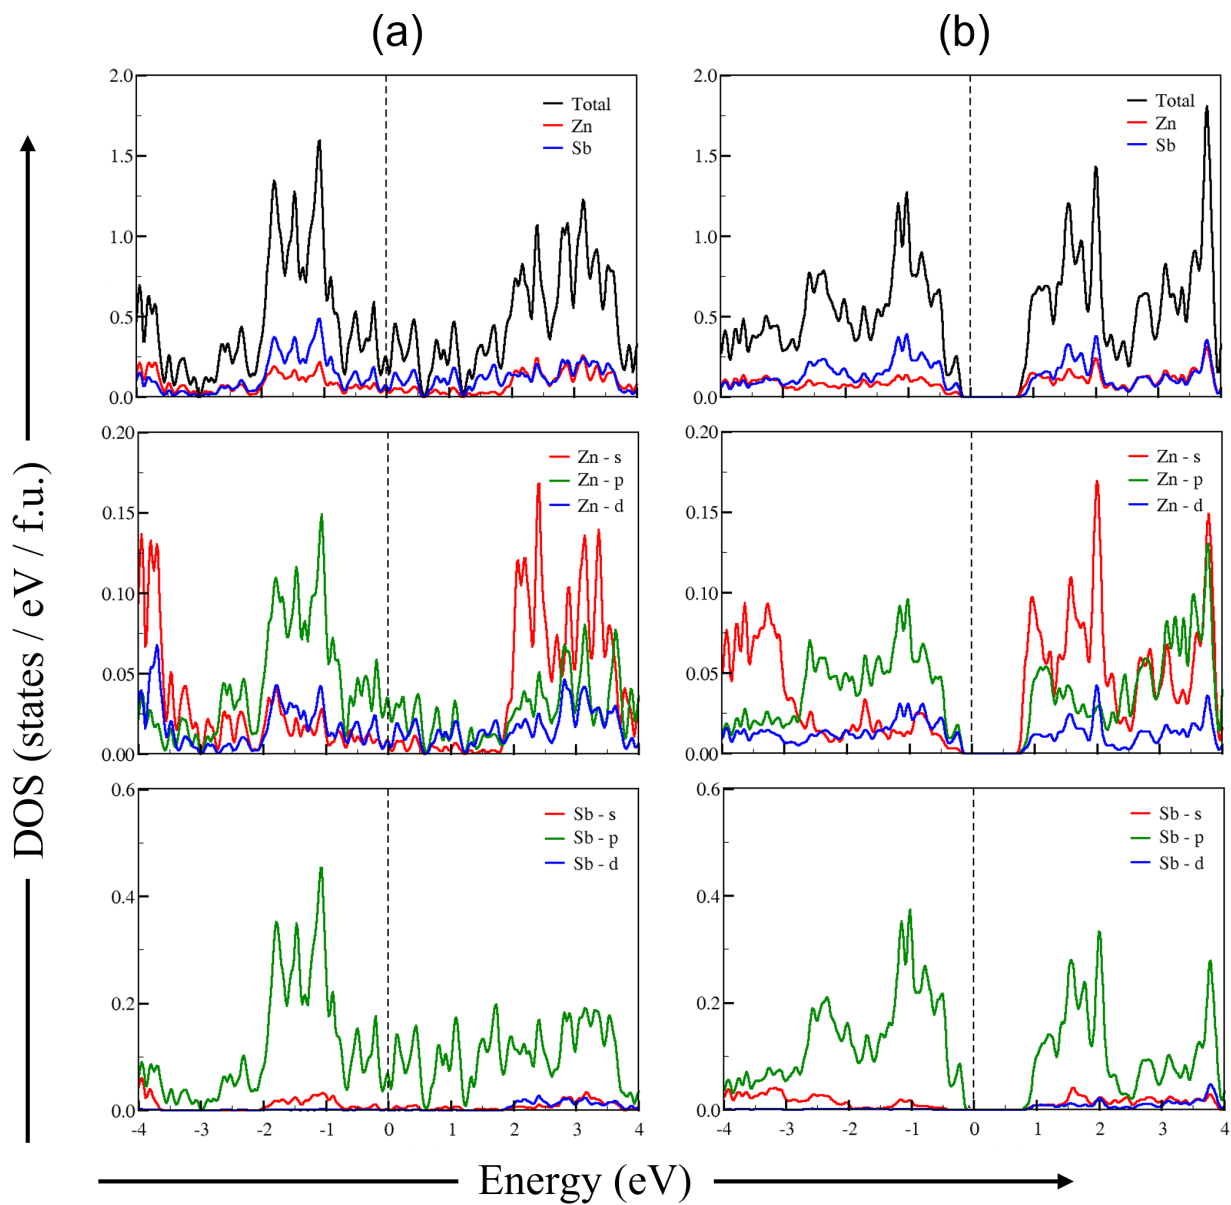 (a)
(b)
2.0
1.5
1.0
0.5
0.0
Total
Zn
Sb
2.0
1.5
1.0
0.5
0.0
Total
Zn
Sb
0.20
0.15
0.10
0.05
0.00
Zn - s
Zn - p
Zn - d
0.20
0.15
0.10
0.05
0.00
Zn - s
Zn - p
Zn - d
0.6
0.4
0.2
0.0
Sb - s
Sb - p
Sb - d
-4 -3 -2 -1 0 1 2 3 4
0.6
0.4
0.2
0.0
Sb - s
Sb - p
Sb - d
-4 -3 -2 -1 0 1 2 3 4
DOS (states / eV / f.u.)
Energy (eV)